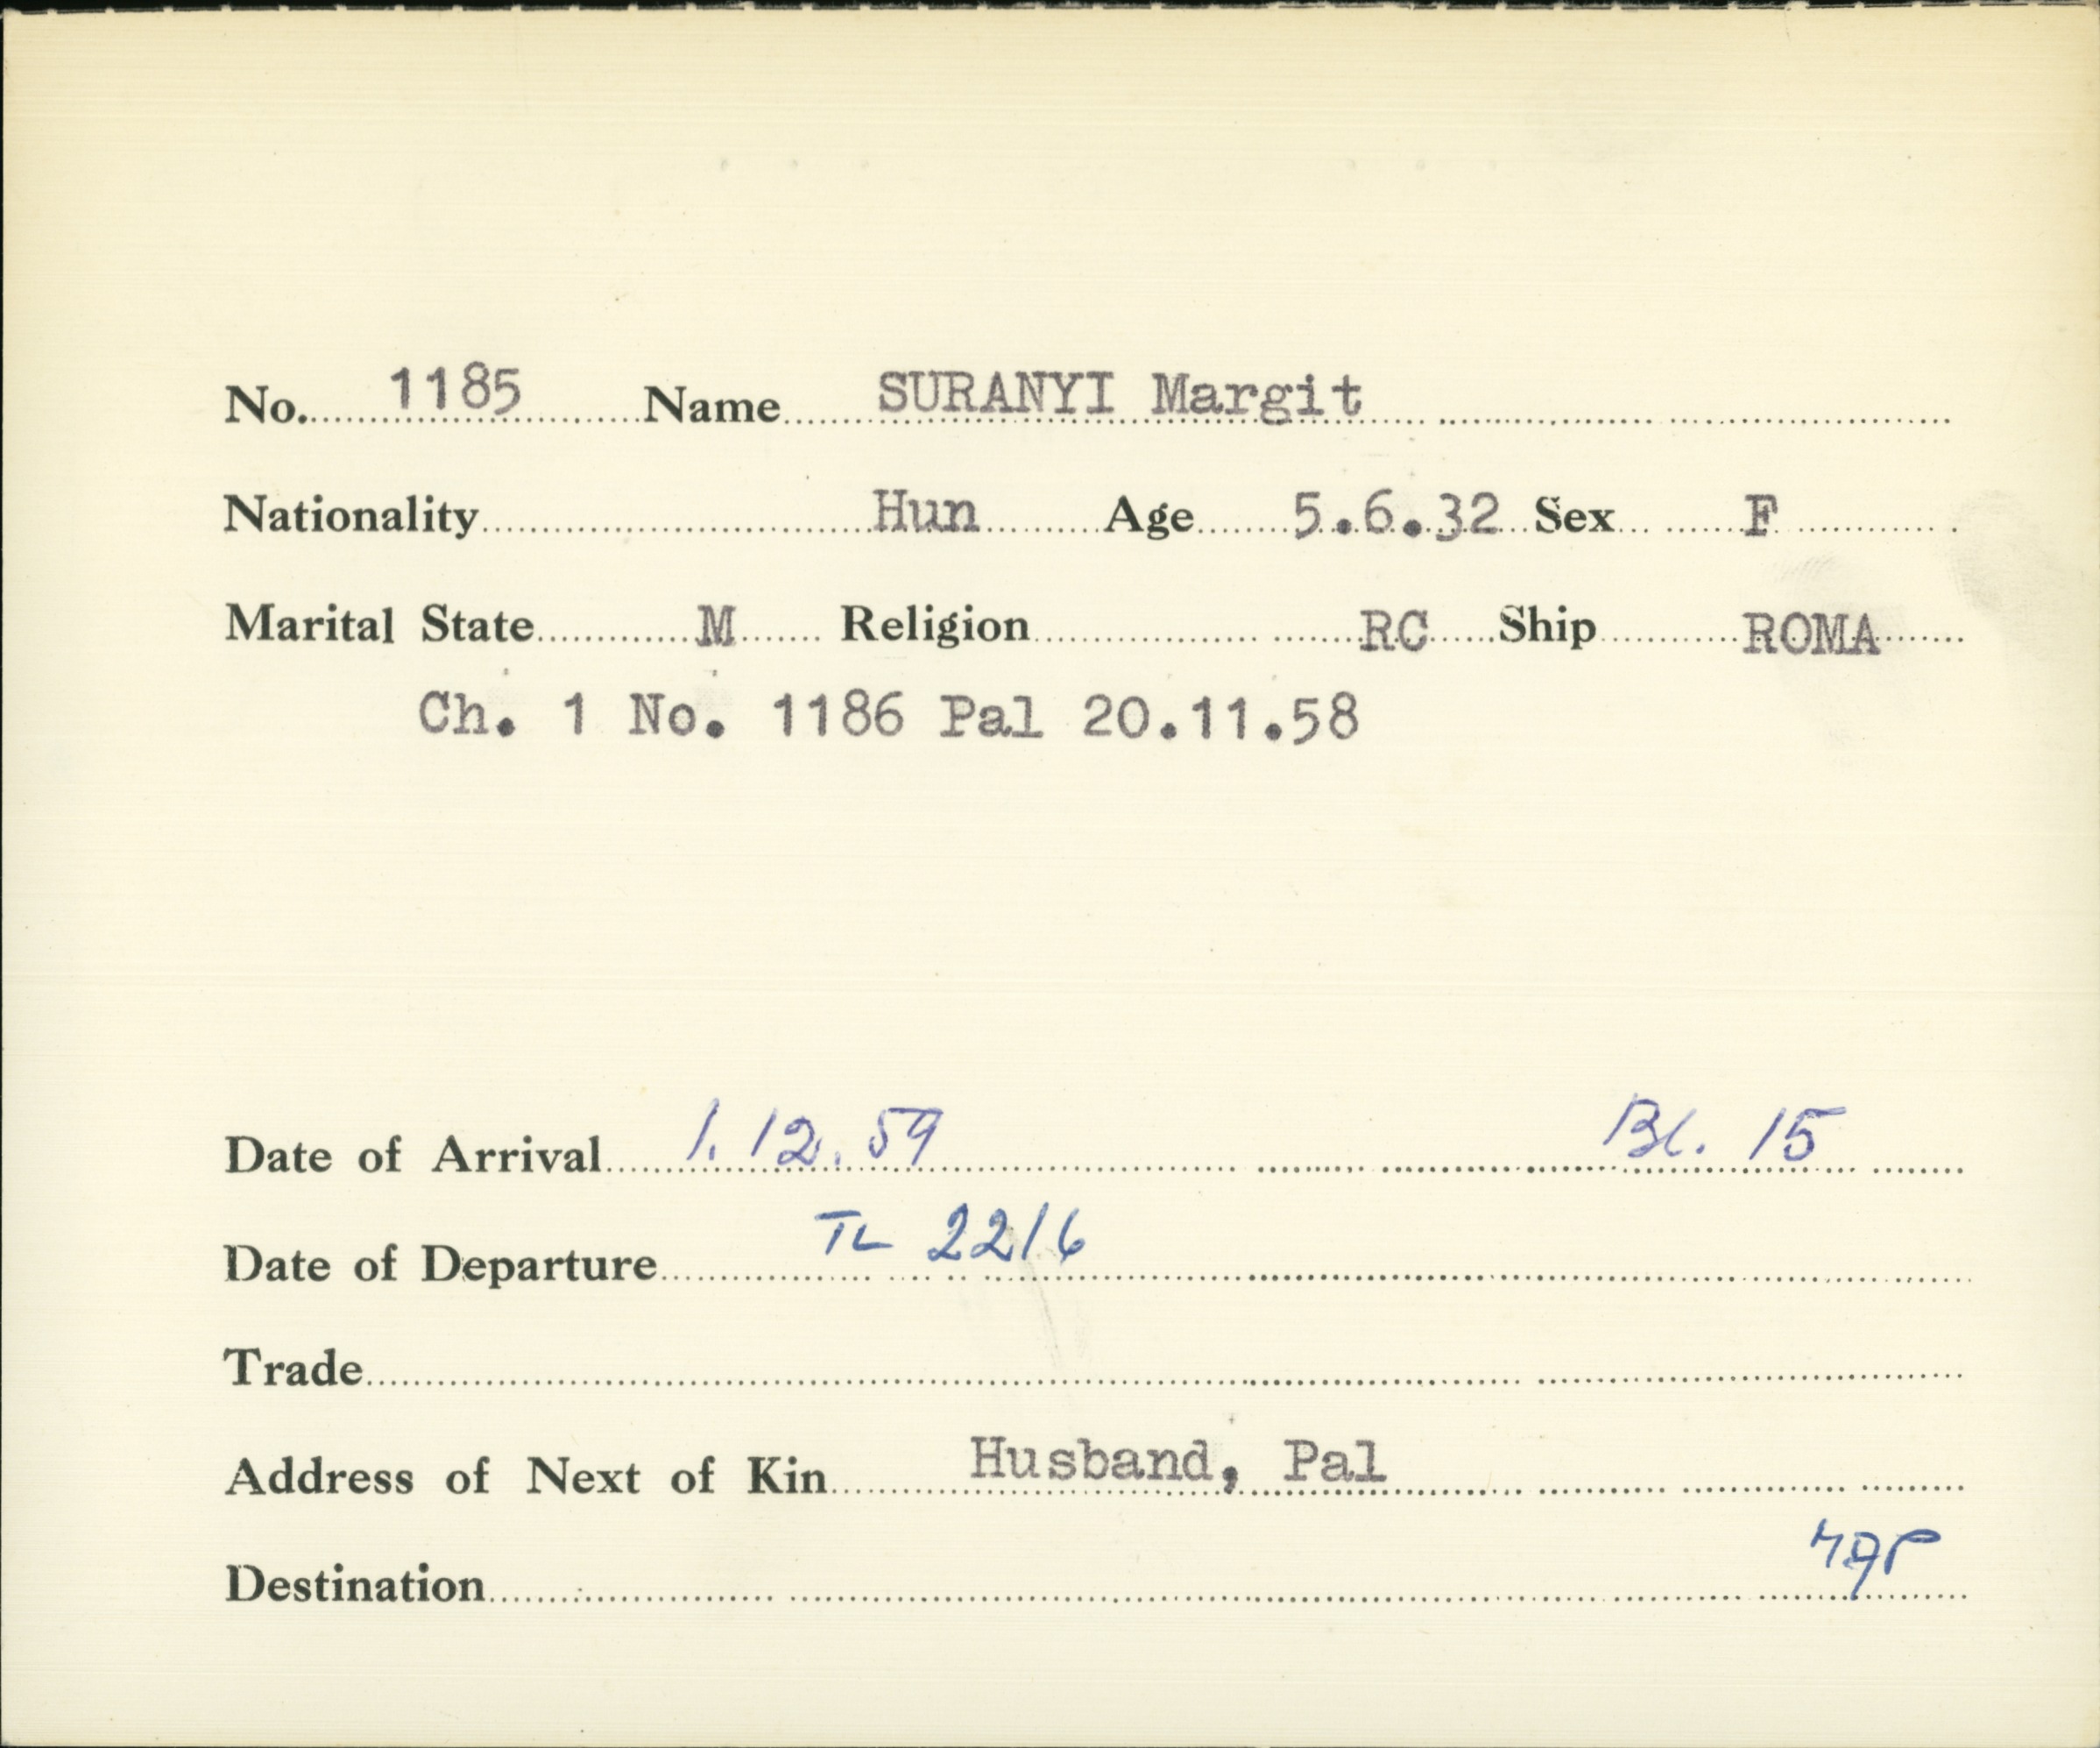 No. 1185 Name SURANYI Margit
Nationality Hun Age 5.6.32 Sex F
Marital State M Religion RC Ship ROMA
Ch. 1 No. 1186 Pal 20.11.58
Date of Arrival 1.12.59 Bl. 15
Date of Departure TL 22/6
Trade
Address of Next of Kin Husband, Pal
Destination